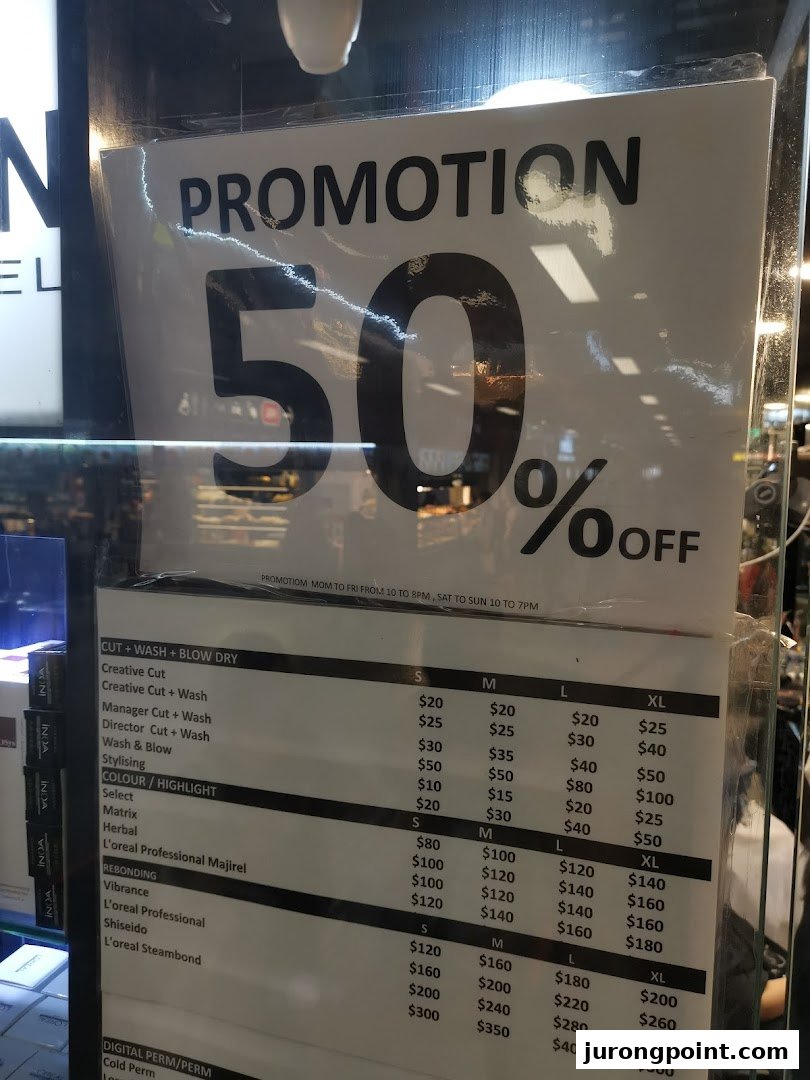 N
EL
PROMOTION
50
%OFF
PROMOTIOM MOM TO FRI FROM 10 TO 8PM , SAT TO SUN 10 TO 7PM
CUT + WASH + BLOW DRY S M L XL
Creative Cut $20 $20 $20 $25
Creative Cut + Wash $25 $25 $30 $40
Manager Cut + Wash $30 $35 $40 $50
Director Cut + Wash $50 $50 $80 $100
Wash & Blow $10 $15 $20 $25
Stylising $20 $30 $40 $50
COLOUR / HIGHLIGHT S M L XL
Select $80 $100 $120 $140
Matrix $100 $120 $140 $160
Herbal $100 $120 $140 $160
L'oreal Professional Majirel $120 $140 $160 $180
REBONDING S M L XL
Vibrance $120 $160 $180 $200
L'oreal Professional $160 $200 $220 $260
Shiseido $200 $240 $280
L'oreal Steambond $300 $350
DIGITAL PERM/PERM
Cold Perm
jurongpoint.com